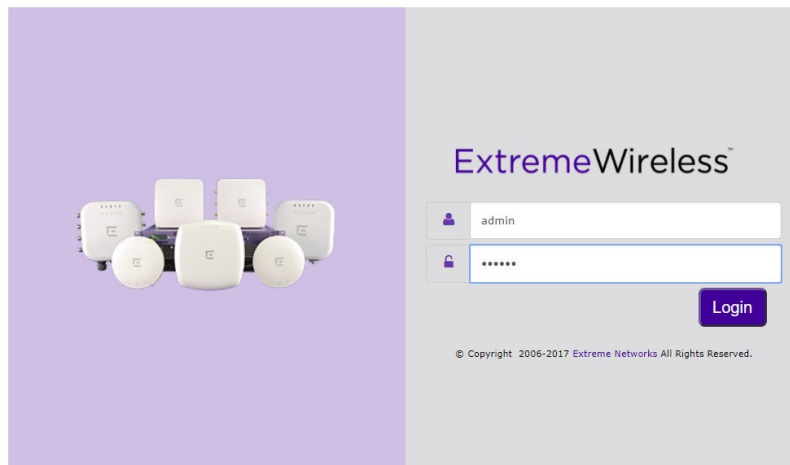 ExtremeWireless™
admin
••••••
Login
© Copyright 2006-2017 Extreme Networks All Rights Reserved.